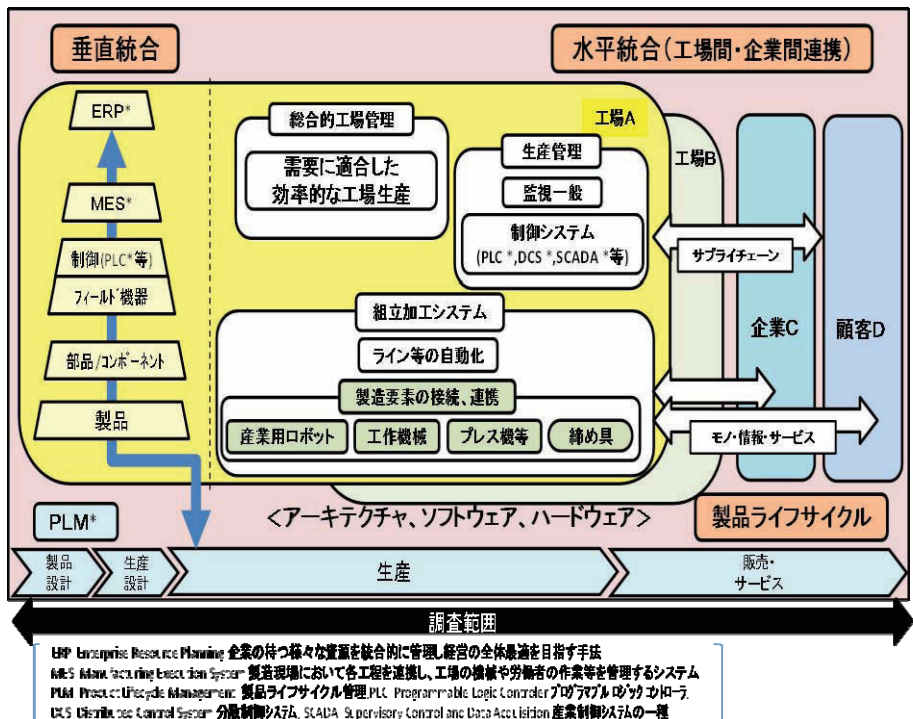 垂直統合
水平統合(工場間・企業間連携)
ERP*
MES*
制御(PLC*等)
フィールド機器
部品/コンポーネント
製品
工場A
総合的工場管理
需要に適合した
効率的な工場生産
生産管理
監視一般
制御システム
(PLC *,DCS *,SCADA *等)
組立加工システム
ライン等の自動化
製造要素の接続、連携
産業用ロボット
工作機械
プレス機等
締め具
工場B
サプライチェーン
企業C
顧客D
モノ・情報・サービス
PLM*
<アーキテクチャ、ソフトウェア、ハードウェア>
製品ライフサイクル
製品
設計
生産
設計
生産
販売・
サービス
調査範囲
ERP Enterprise Resource Planning 企業の待つ様々な資源を統合的に管理し経営の全体最適を目指す手法
MES Manufacturing Execution System 製造現場において各工程を連携し、工場の機械や労働者の作業等を管理するシステム
PLM Product Lifecycle Management: 製品ライフサイクル管理,PLC Programmable Logic Controler プログラマブル ロジック コントローラ,
DCS Distributed Control System 分散制御システム, SCADA Supervisory Control and Data Acquisition 産業制御システムの一種